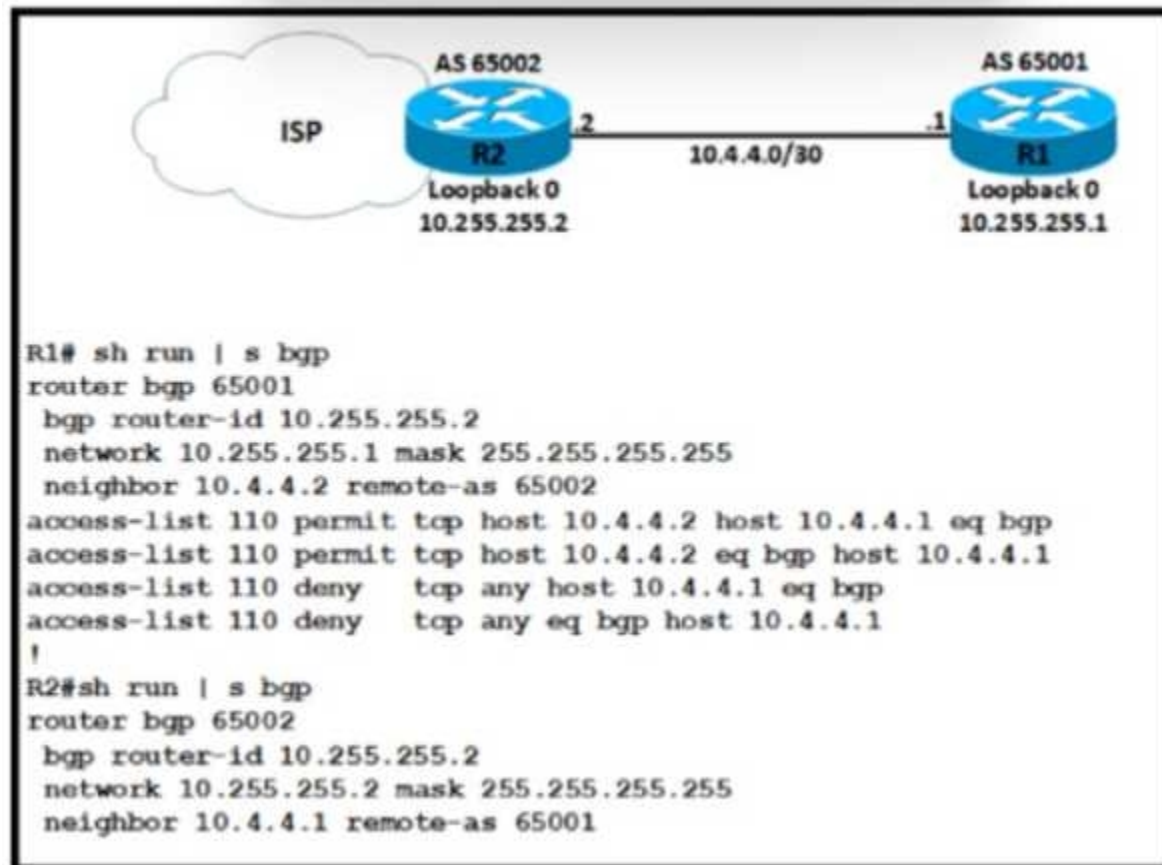 AS 65002
AS 65001
ISP
.2
.1
R2
10.4.4.0/30
R1
Loopback 0
10.255.255.2
Loopback 0
10.255.255.1
R1# sh run | s bgp
router bgp 65001
bgp router-id 10.255.255.2
network 10.255.255.1 mask 255.255.255.255
neighbor 10.4.4.2 remote-as 65002
access-list 110 permit tcp host 10.4.4.2 host 10.4.4.1 eq bgp
access-list 110 permit tcp host 10.4.4.2 eq bgp host 10.4.4.1
access-list 110 deny tcp any host 10.4.4.1 eq bgp
access-list 110 deny tcp any eq bgp host 10.4.4.1
!
R2#sh run | s bgp
router bgp 65002
bgp router-id 10.255.255.2
network 10.255.255.2 mask 255.255.255.255
neighbor 10.4.4.1 remote-as 65001